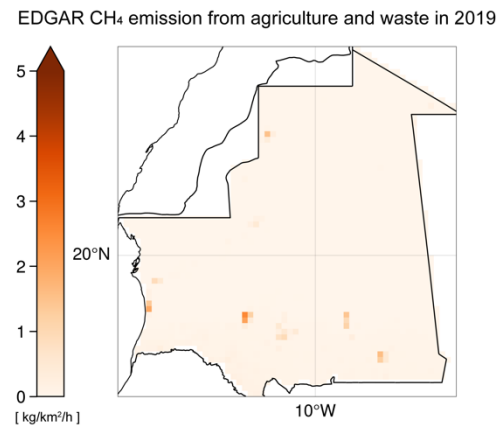 EDGAR CH₄ emission from agriculture and waste in 2019
5
4
3
2
1
0
[ kg/km²/h ]
20°N
10°W